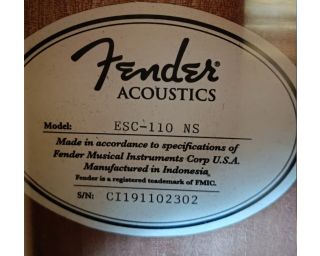 Fender
ACOUSTICS
Model: ESC-110 NS
Made in accordance to specifications of
Fender Musical Instruments Corp U.S.A.
Manufactured in Indonesia.
Fender is a registered trademark of FMIC.
S/N: CI191102302